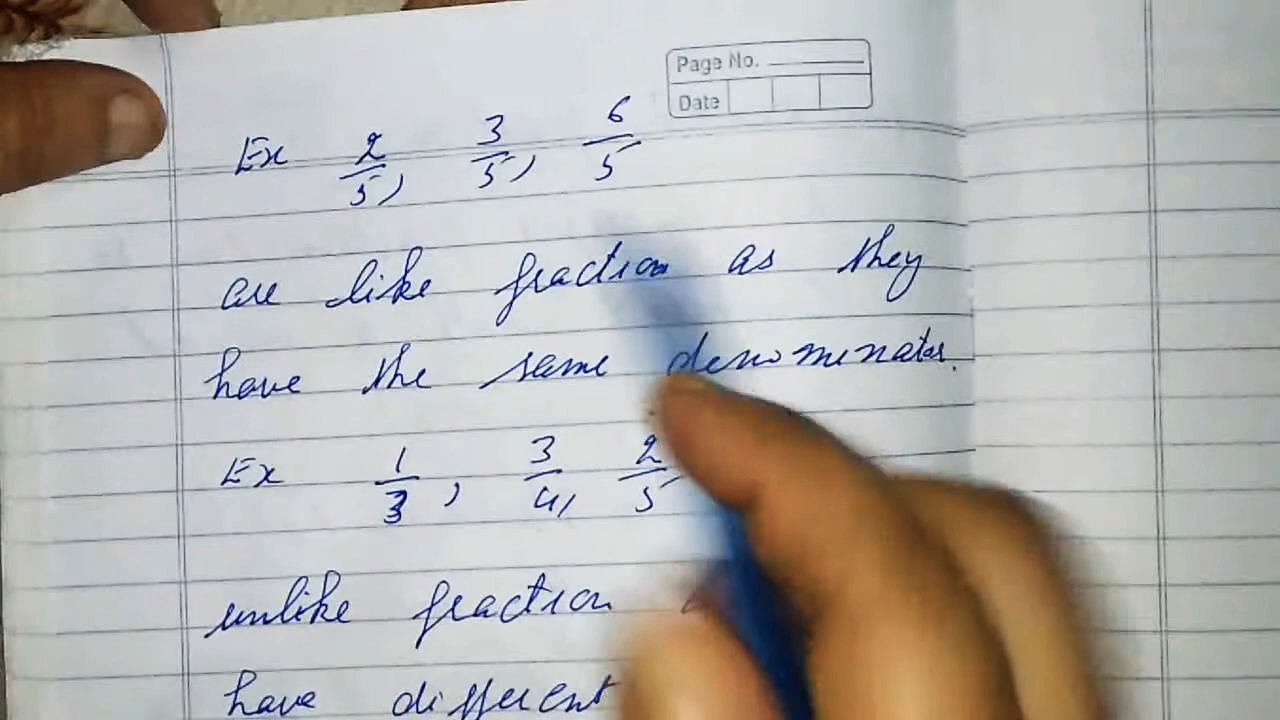 Page No.
Date
Ex 2/5, 3/5, 6/5
are like fraction as they
have the same denominator.
Ex 1/3, 3/4, 2/5
unlike fraction
have different